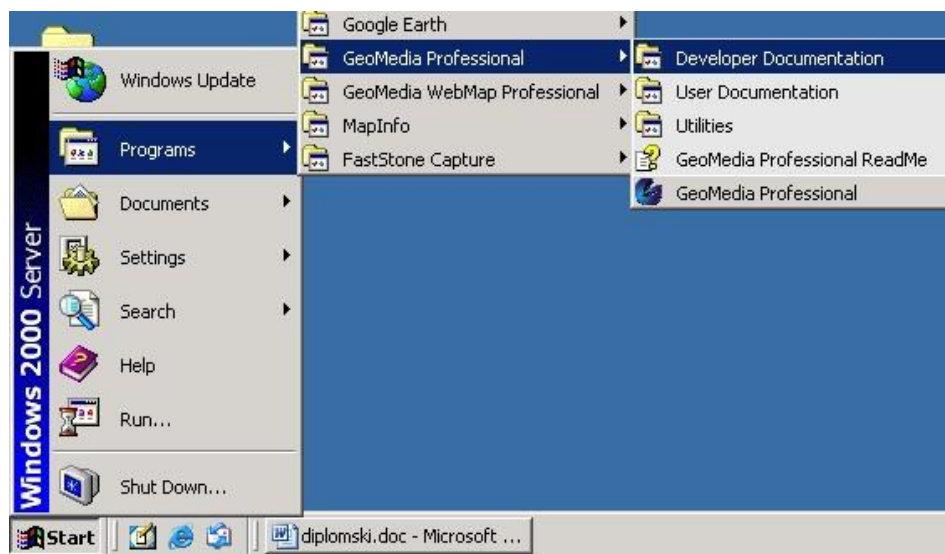 Google Earth
GeoMedia Professional
GeoMedia WebMap Professional
MapInfo
FastStone Capture
Developer Documentation
User Documentation
Utilities
GeoMedia Professional ReadMe
GeoMedia Professional
Windows Update
Programs
Documents
Settings
Search
Help
Run...
Shut Down...
Windows 2000 Server
Start
diplomski.doc - Microsoft ...